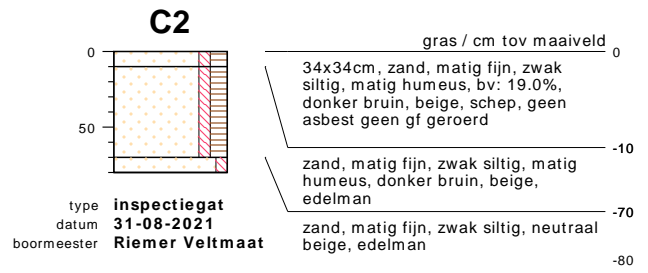 C2
gras / cm tov maaiveld
0
0
34x34cm, zand, matig fijn, zwak
siltig, matig humeus, bv: 19.0%,
donker bruin, beige, schep, geen
asbest geen gf geroerd
50
-10
zand, matig fijn, zwak siltig, matig
humeus, donker bruin, beige,
edelman
-70
zand, matig fijn, zwak siltig, neutraal
beige, edelman
-80
type inspectiegat
datum 31-08-2021
boormeester Riemer Veltmaat